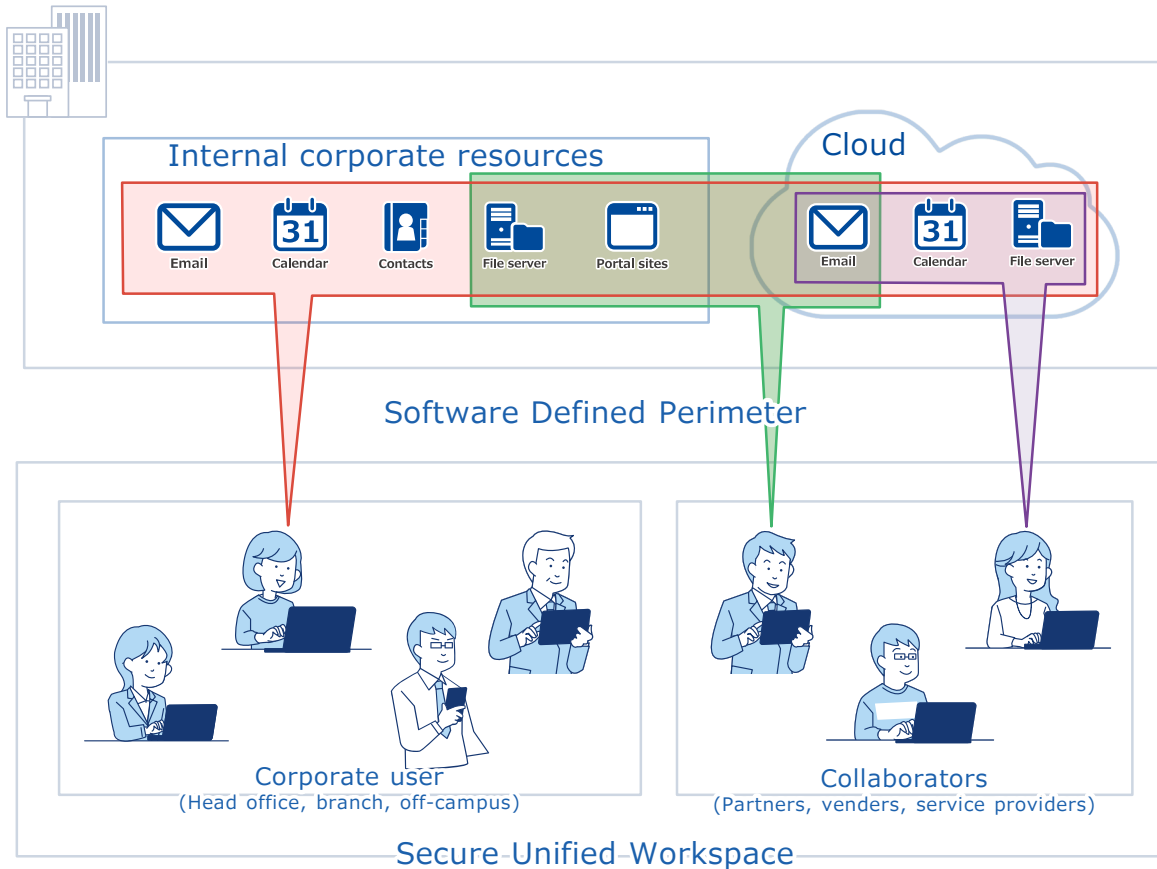 Internal corporate resources
Cloud
31
31
Email
Calendar
Contacts
File server
Portal sites
Email
Calendar
File server
Software Defined Perimeter
Corporate user
(Head office, branch, off-campus)
Collaborators
(Partners, venders, service providers)
Secure Unified Workspace